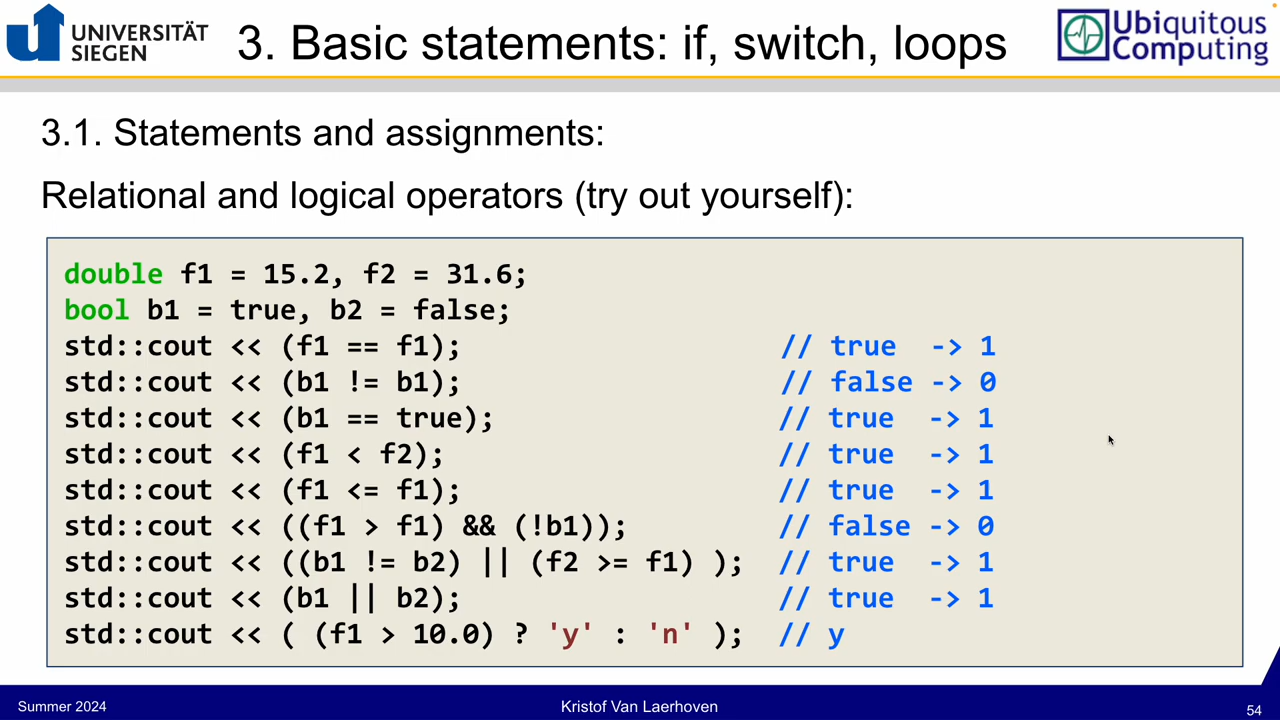 UNIVERSITÄT
SIEGEN
3. Basic statements: if, switch, loops
Ubiquitous
Computing
3.1. Statements and assignments:
Relational and logical operators (try out yourself):
double f1 = 15.2, f2 = 31.6;
bool b1 = true, b2 = false;
std::cout << (f1 == f1); // true -> 1
std::cout << (b1 != b1); // false -> 0
std::cout << (b1 == true); // true -> 1
std::cout << (f1 < f2); // true -> 1
std::cout << (f1 <= f1); // true -> 1
std::cout << ((f1 > f1) && (!b1)); // false -> 0
std::cout << ((b1 != b2) || (f2 >= f1) ); // true -> 1
std::cout << (b1 || b2); // true -> 1
std::cout << ( (f1 > 10.0) ? 'y' : 'n' ); // y
Summer 2024
Kristof Van Laerhoven
54